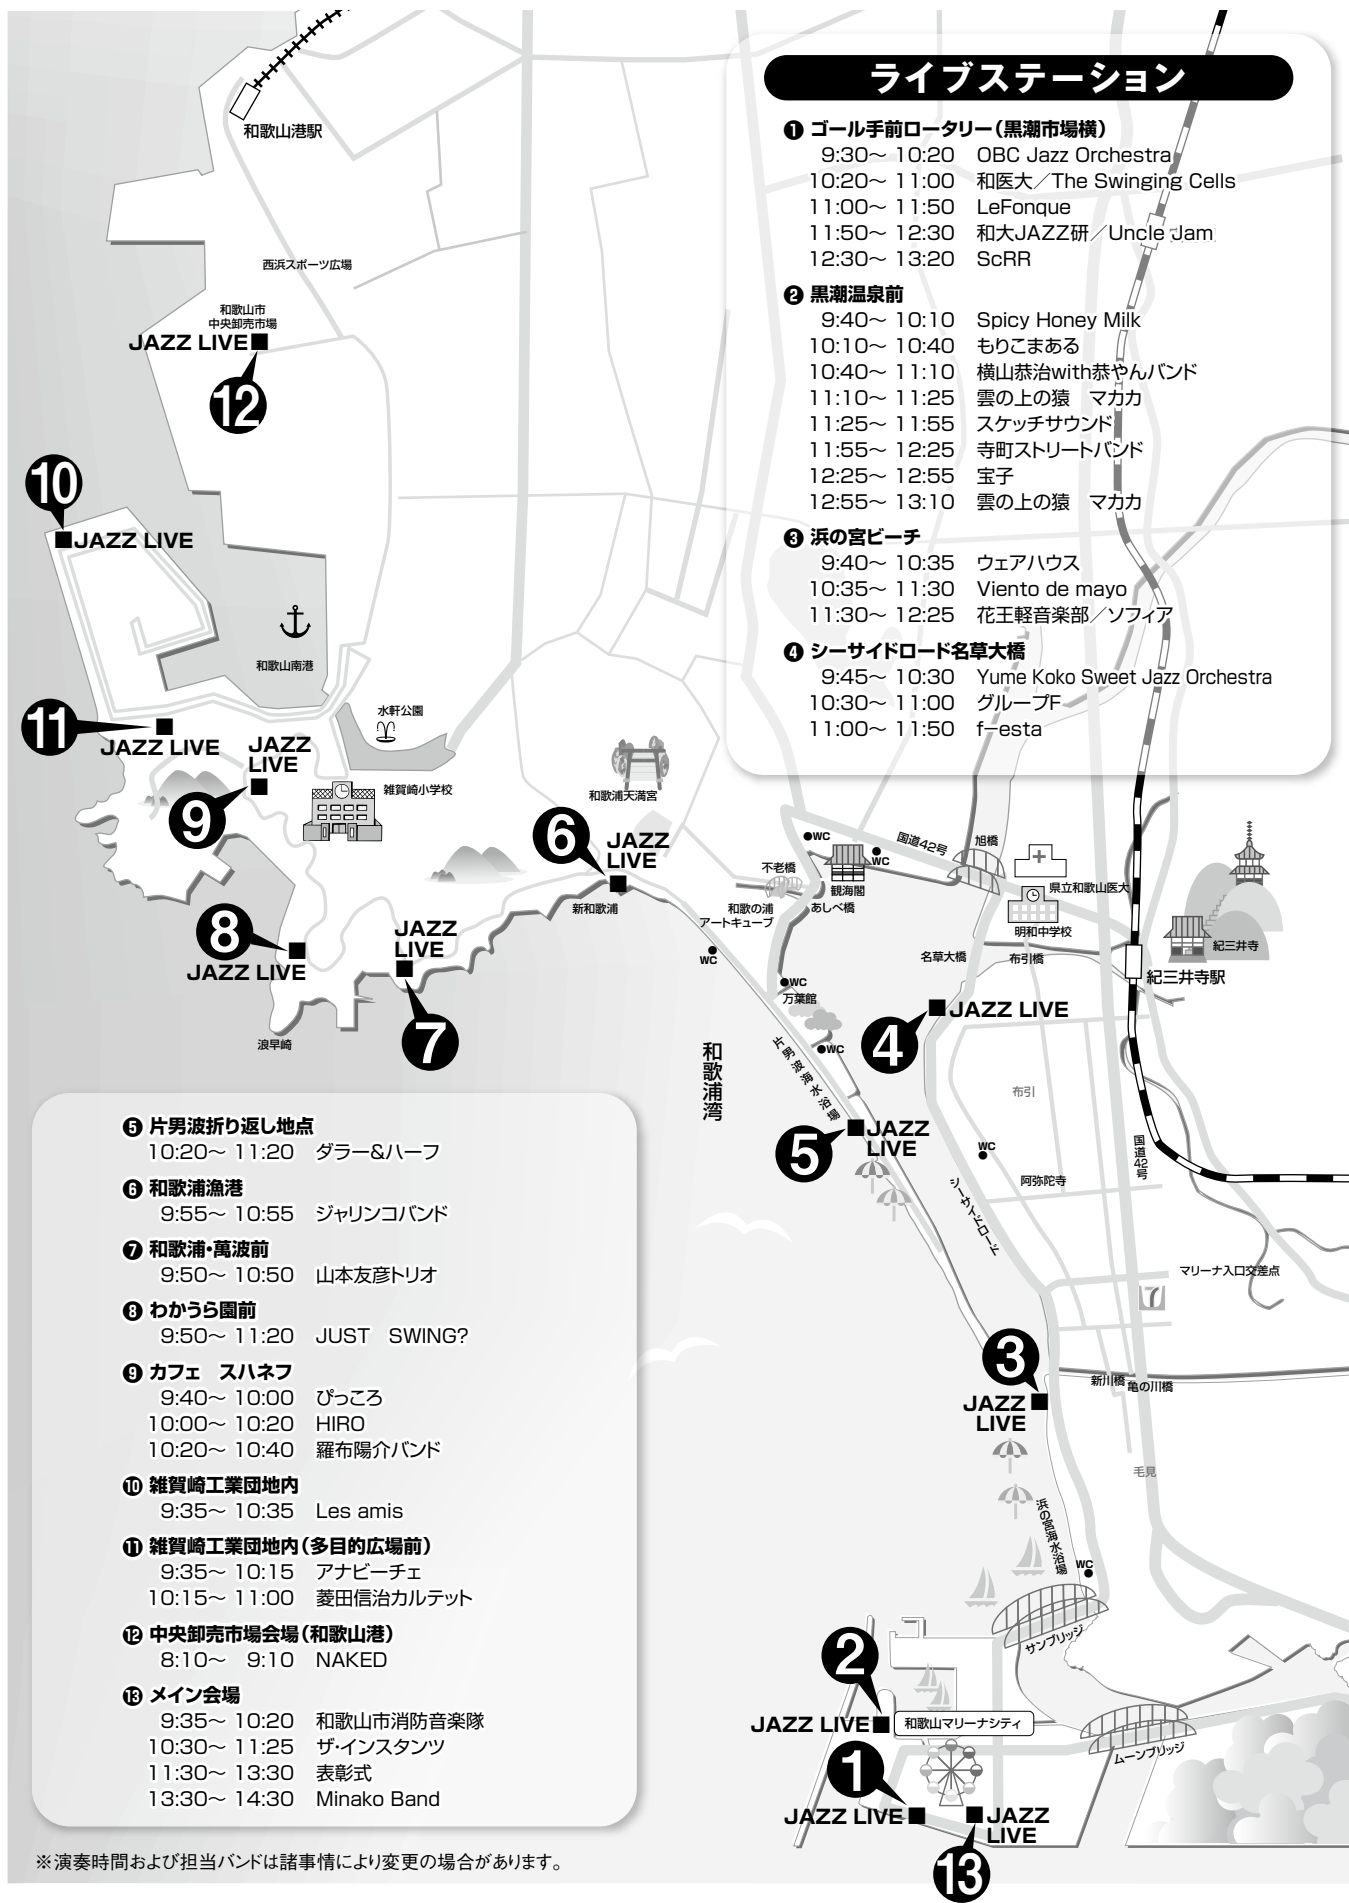 ライブステーション
❶ ゴール手前ロータリー（黒潮市場横）
9:30～ 10:20 OBC Jazz Orchestra
10:20～ 11:00 和医大／The Swinging Cells
11:00～ 11:50 LeFonque
11:50～ 12:30 和大JAZZ研／Uncle Jam
12:30～ 13:20 ScRR
❷ 黒潮温泉前
9:40～ 10:10 Spicy Honey Milk
10:10～ 10:40 もりこまある
10:40～ 11:10 横山恭治with恭やんバンド
11:10～ 11:25 雲の上の猿　マカカ
11:25～ 11:55 スケッチサウンド
11:55～ 12:25 寺町ストリートバンド
12:25～ 12:55 宝子
12:55～ 13:10 雲の上の猿　マカカ
❸ 浜の宮ビーチ
9:40～ 10:35 ウェアハウス
10:35～ 11:30 Viento de mayo
11:30～ 12:25 花王軽音楽部／ソフィア
❹ シーサイドロード名草大橋
9:45～ 10:30 Yume Koko Sweet Jazz Orchestra
10:30～ 11:00 グループF
11:00～ 11:50 f－esta
和歌山港駅
西浜スポーツ広場
和歌山市
中央卸売市場
JAZZ LIVE
12
10
JAZZ LIVE
和歌山南港
11
JAZZ LIVE
水軒公園
JAZZ
LIVE
9
雑賀崎小学校
和歌浦天満宮
6
JAZZ
LIVE
新和歌浦
8
JAZZ LIVE
JAZZ
LIVE
7
浪早崎
WC
WC
国道42号
旭橋
不老橋
観海閣
あしべ橋
和歌の浦
アートキューブ
県立和歌山医大
明和中学校
紀三井寺
名草大橋
布引橋
紀三井寺駅
WC
WC
万葉館
4
JAZZ LIVE
WC
和歌浦湾
片男波海水浴場
布引
5
JAZZ
LIVE
WC
国道42号
阿弥陀寺
シーサイドロード
マリーナ入口交差点
3
JAZZ
LIVE
新川橋
亀の川橋
毛見
浜の宮海水浴場
WC
サンブリッジ
2
JAZZ LIVE
和歌山マリーナシティ
ムーンブリッジ
1
JAZZ LIVE
JAZZ
LIVE
13
❺ 片男波折り返し地点
10:20～ 11:20 ダラー&ハーフ
❻ 和歌浦漁港
9:55～ 10:55 ジャリンコバンド
❼ 和歌浦・萬波前
9:50～ 10:50 山本友彦トリオ
❽ わかうら園前
9:50～ 11:20 JUST　SWING?
❾ カフェ　スハネフ
9:40～ 10:00 ぴっころ
10:00～ 10:20 HIRO
10:20～ 10:40 羅布陽介バンド
❿ 雑賀崎工業団地内
9:35～ 10:35 Les amis
⓫ 雑賀崎工業団地内（多目的広場前）
9:35～ 10:15 アナビーチェ
10:15～ 11:00 菱田信治カルテット
⓬ 中央卸売市場会場（和歌山港）
8:10～ 9:10 NAKED
⓭ メイン会場
9:35～ 10:20 和歌山市消防音楽隊
10:30～ 11:25 ザ・インスタンツ
11:30～ 13:30 表彰式
13:30～ 14:30 Minako Band
※演奏時間および担当バンドは諸事情により変更の場合があります。